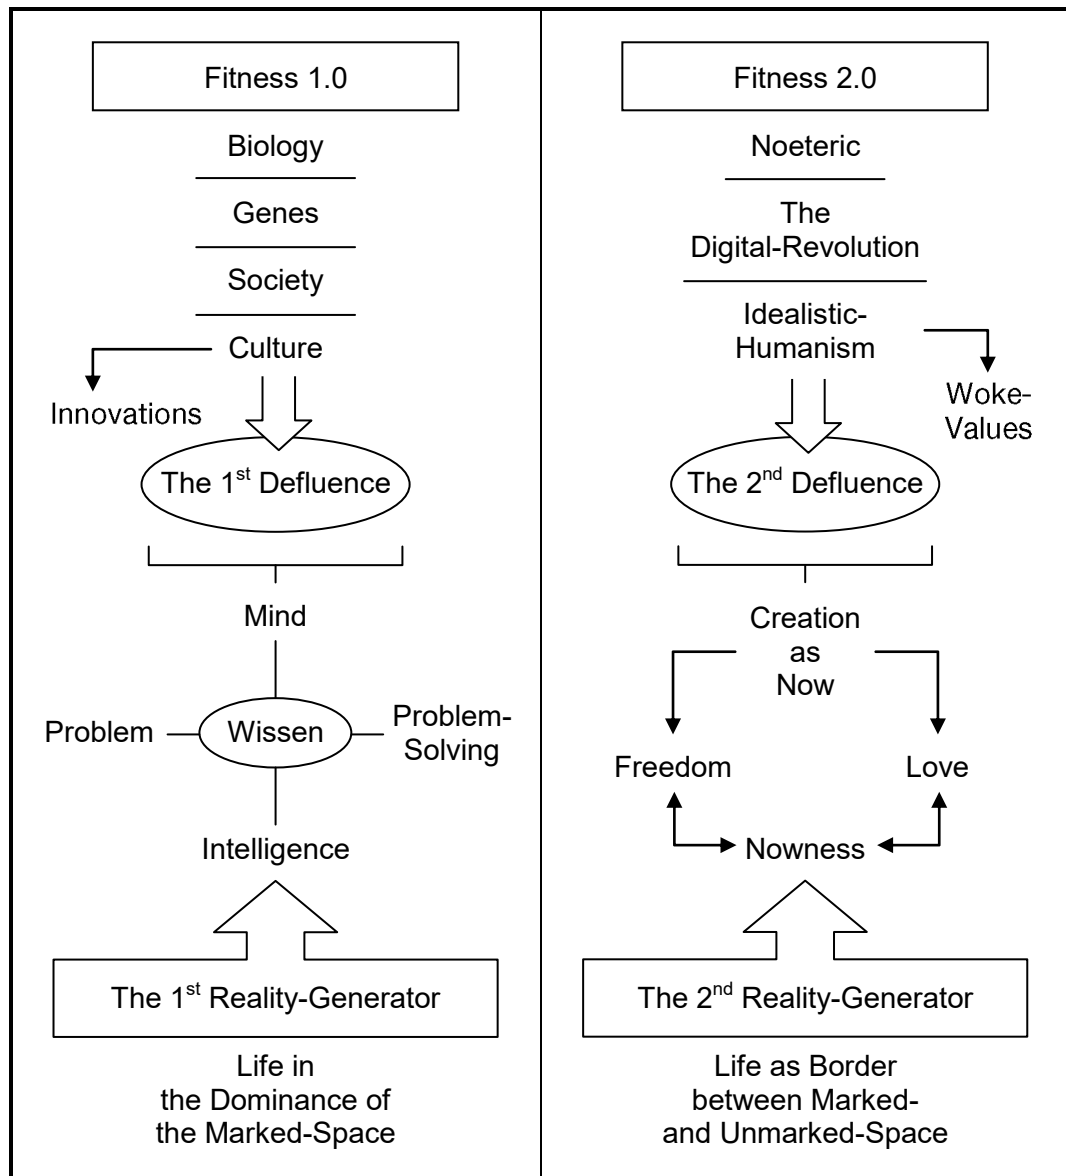 Fitness 1.0
Biology
Genes
Society
Culture
Innovations
The 1st Defluence
Mind
Problem
Wissen
Problem-
Solving
Intelligence
The 1st Reality-Generator
Life in
the Dominance of
the Marked-Space
Fitness 2.0
Noeteric
The
Digital-Revolution
Idealistic-
Humanism
Woke-
Values
The 2nd Defluence
Creation
as
Now
Freedom
Love
Nowness
The 2nd Reality-Generator
Life as Border
between Marked-
and Unmarked-Space